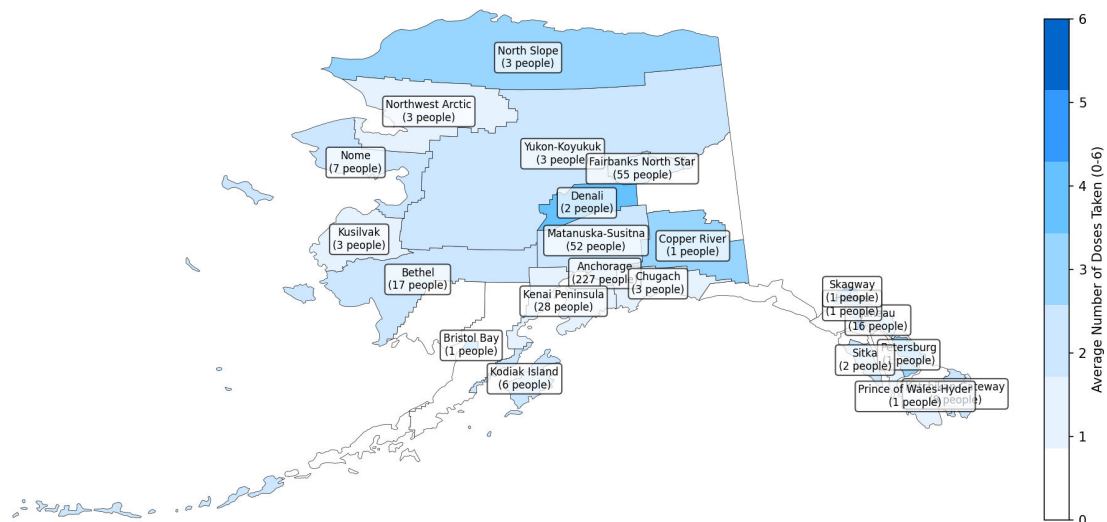 North Slope
(3 people)
Northwest Arctic
(3 people)
Yukon-Koyukuk
(3 people
Fairbanks North Star
(55 people)
Nome
(7 people)
Denali
(2 people)
Kusilvak
(3 people)
Matanuska-Susitna
(52 people)
Copper River
(1 people)
Bethel
(17 people)
Anchorage
(227 people
Chugach
(3 people)
Kenai Peninsula
(28 people)
Skagway
(1 people)
(1 people)
(16 people)
Bristol Bay
(1 people)
Sitka
(2 people)
Petersburg
people)
Kodiak Island
(6 people)
Prince of Wales-Hyder
(1 people)
Gateway
people)
Average Number of Doses Taken (0-6)
6
5
4
3
2
1
0